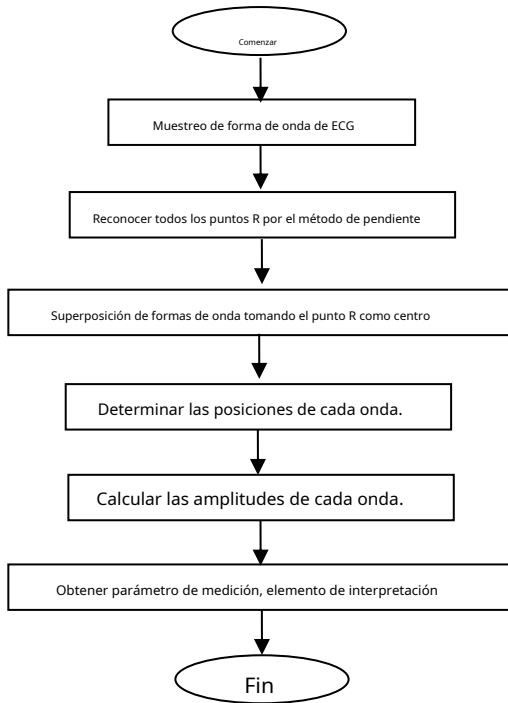 Comenzar
Muestreo de forma de onda de ECG
Reconocer todos los puntos R por el método de pendiente
Superposición de formas de onda tomando el punto R como centro
Determinar las posiciones de cada onda.
Calcular las amplitudes de cada onda.
Obtener parámetro de medición, elemento de interpretación
Fin